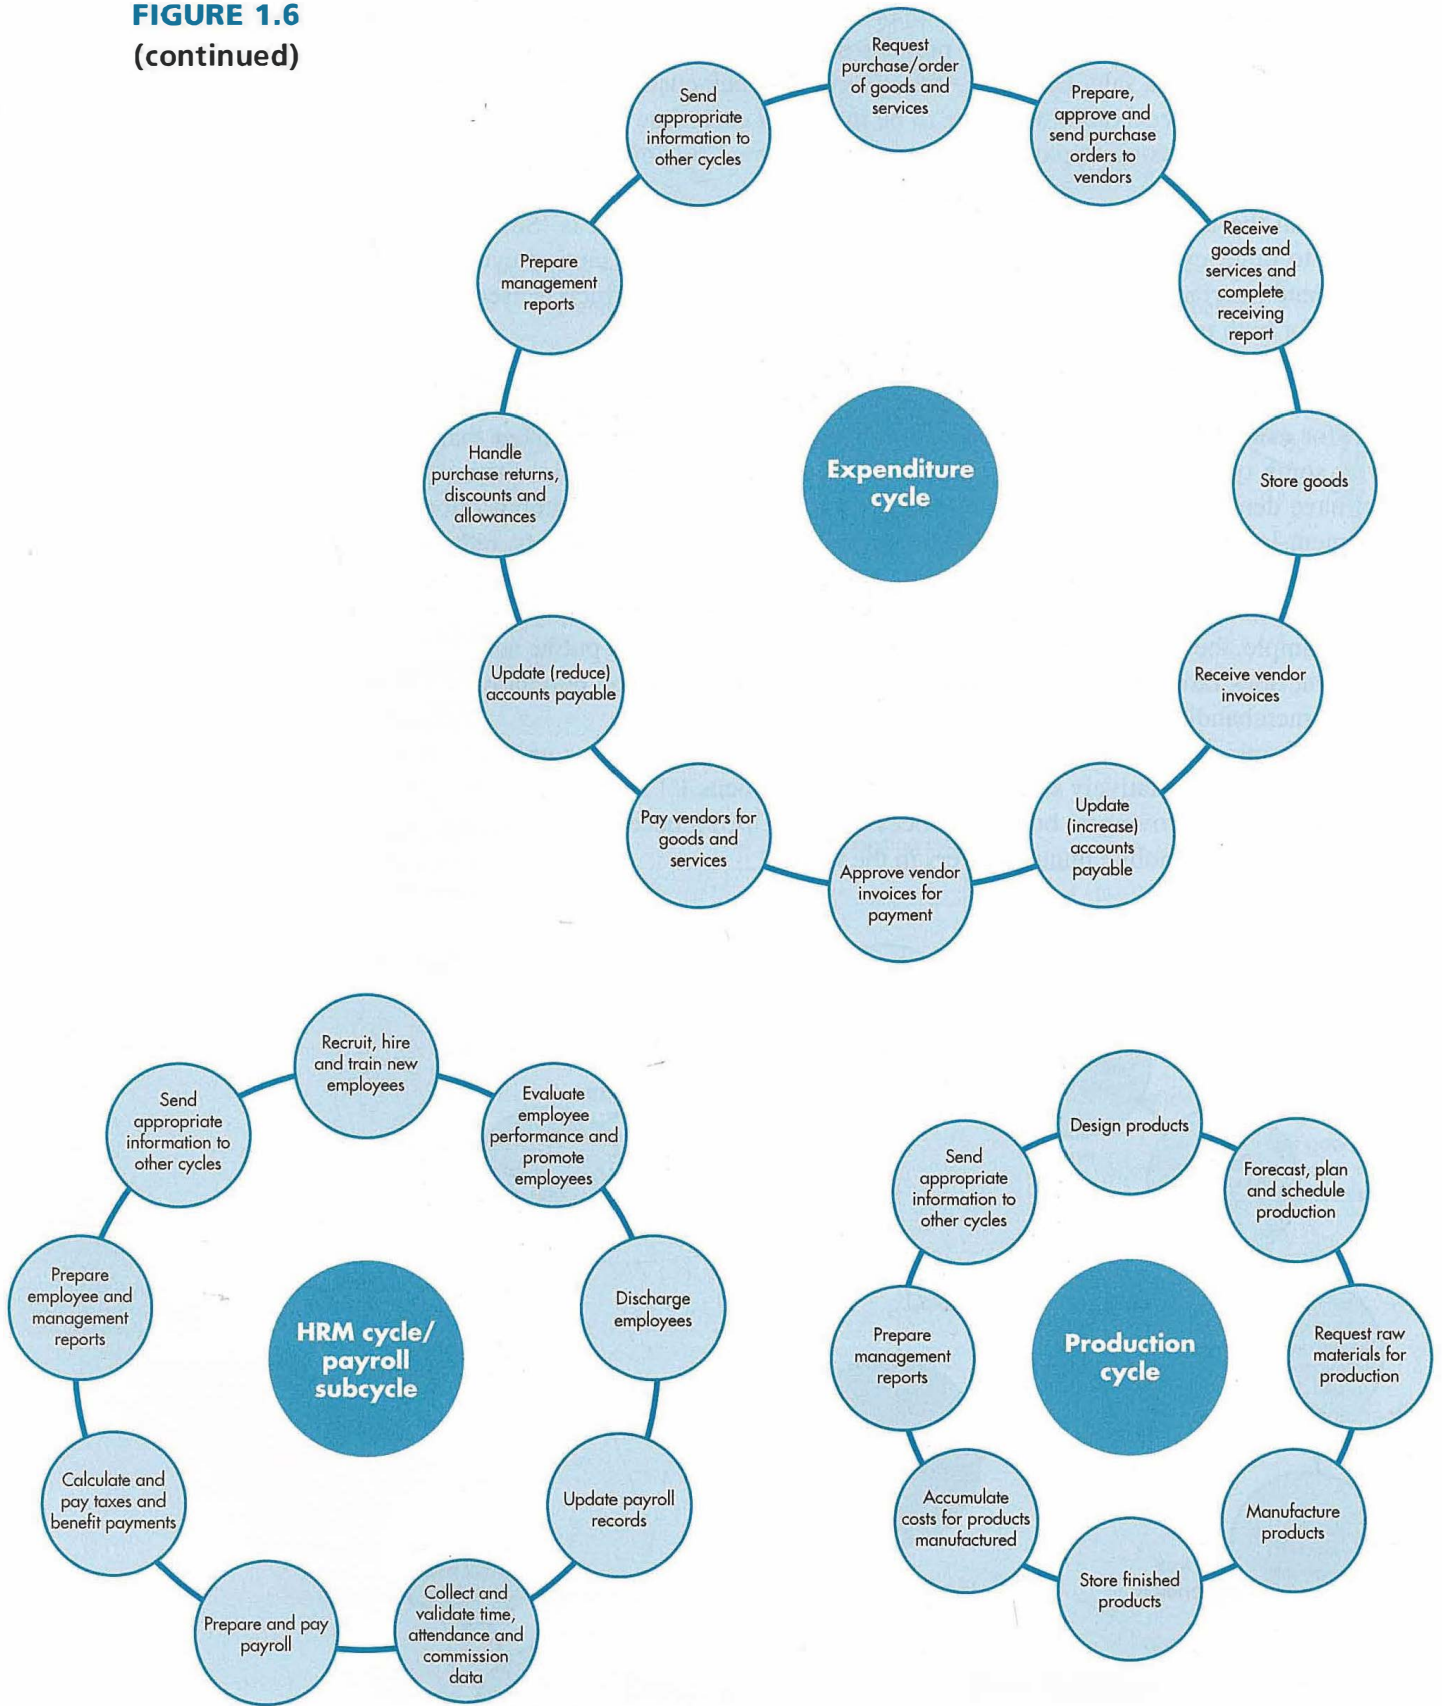 FIGURE 1.6
(continued)
Request
purchase/order
of goods and
services
Prepare,
approve and
send purchase
orders to
vendors
Receive
goods and
services and
complete
receiving
report
Store goods
Receive vendor
invoices
Update
(increase)
accounts
payable
Approve vendor
invoices for
payment
Pay vendors for
goods and
services
Update (reduce)
accounts payable
Handle
purchase returns,
discounts and
allowances
Prepare
management
reports
Send
appropriate
information to
other cycles
Expenditure
cycle
Recruit, hire
and train new
employees
Evaluate
employee
performance and
promote
employees
Discharge
employees
Update payroll
records
Collect and
validate time,
attendance and
commission
data
Prepare and pay
payroll
Calculate and
pay taxes and
benefit payments
Prepare
employee and
management
reports
Send
appropriate
information to
other cycles
HRM cycle/
payroll
subcycle
Design products
Forecast, plan
and schedule
production
Request raw
materials for
production
Manufacture
products
Store finished
products
Accumulate
costs for products
manufactured
Prepare
management
reports
Send
appropriate
information to
other cycles
Production
cycle